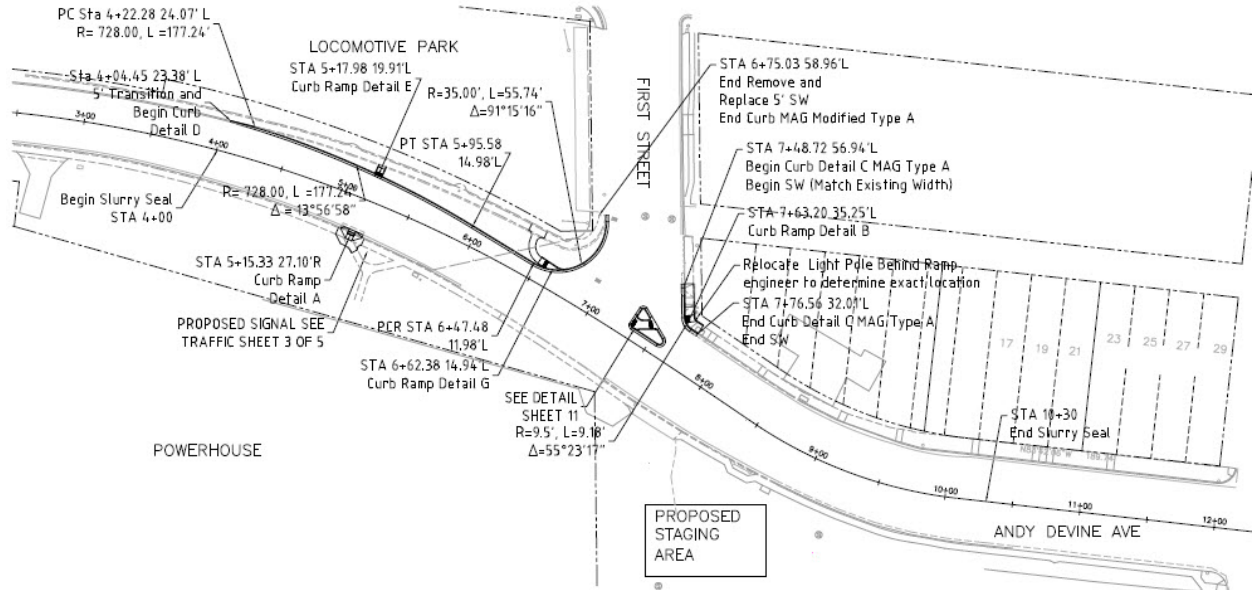 PC Sta 4+22.28 24.07' L
R= 728.00, L =177.24'
LOCOMOTIVE PARK
STA 5+17.98 19.91'L
Curb Ramp Detail E
Sta 4+04.45 23.38' L
5' Transition and
Begin Curb
Detail D
R=35.00', L=55.74'
Δ=91°15'16"
PT STA 5+95.58
14.98'L
FIRST STREET
STA 6+75.03 58.96'L
End Remove and
Replace 5' SW
End Curb MAG Modified Type A
STA 7+48.72 56.94'L
Begin Curb Detail C MAG Type A
Begin SW (Match Existing Width)
STA 7+63.20 35.25'L
Curb Ramp Detail B
Relocate Light Pole Behind Ramp
engineer to determine exact location
STA 7+76.56 32.01'L
End Curb Detail C MAG Type A
End SW
3+00
4+00
5+00
6+00
7+00
8+00
9+00
10+00
11+00
12+00
Begin Slurry Seal
STA 4+00
R= 728.00, L =177.24'
Δ = 13°56'58"
STA 5+15.33 27.10'R
Curb Ramp
Detail A
PROPOSED SIGNAL SEE
TRAFFIC SHEET 3 OF 5
PCR STA 6+47.48
11.98'L
STA 6+62.38 14.94'L
Curb Ramp Detail G
SEE DETAIL
SHEET 11
R=9.5', L=9.18'
Δ=55°23'17"
17
19
21
23
25
27
29
STA 10+30
End Slurry Seal
POWERHOUSE
PROPOSED
STAGING
AREA
ANDY DEVINE AVE